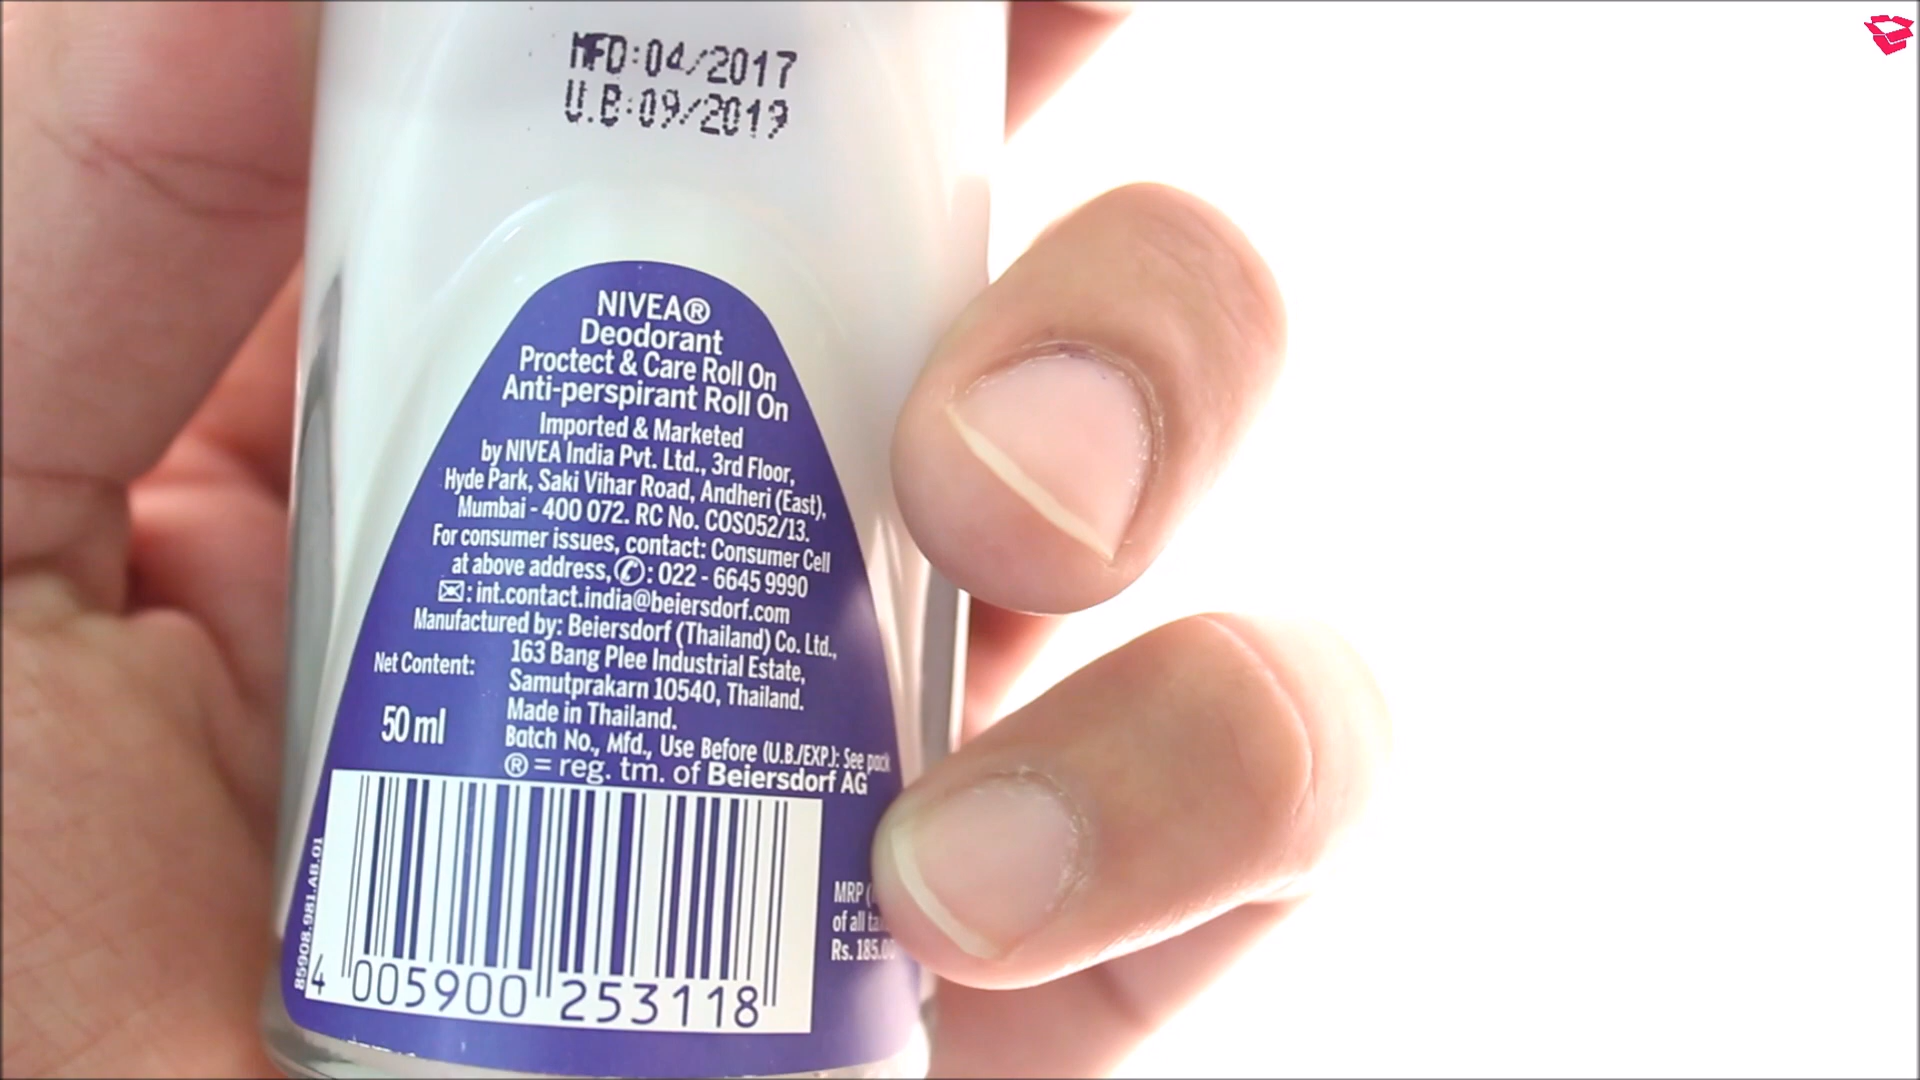 MFD:04/2017
U.B:09/2019
NIVEA®
Deodorant
Proctect & Care Roll On
Anti-perspirant Roll On
Imported & Marketed
by NIVEA India Pvt. Ltd., 3rd Floor,
Hyde Park, Saki Vihar Road, Andheri (East),
Mumbai - 400 072. RC No. COS052/13.
For consumer issues, contact: Consumer Cell
at above address, ✆: 022 - 6645 9990
✉: int.contact.india@beiersdorf.com
Manufactured by: Beiersdorf (Thailand) Co. Ltd.,
163 Bang Plee Industrial Estate,
Samutprakarn 10540, Thailand.
Made in Thailand.
Batch No., Mfd., Use Before (U.B./EXP.): See pack
® = reg. tm. of Beiersdorf AG
Net Content:
50 ml
85908.981.AB.01
4 005900 253118
MRP
of all
Rs. 185.00